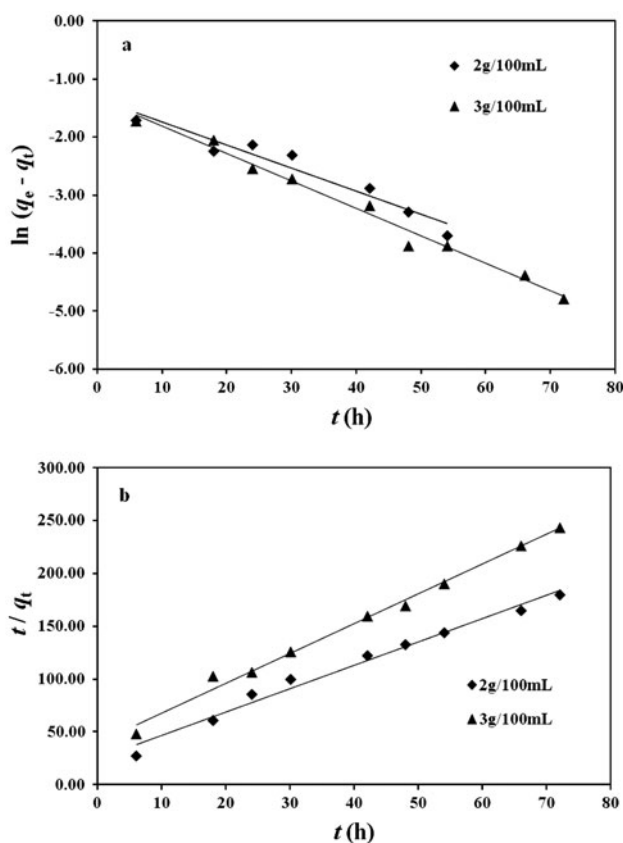 0.00
a
2g/100mL
-1.00
3g/100mL
-2.00
ln (qe - qt)
-3.00
-4.00
-5.00
-6.00
0 10 20 30 40 50 60 70 80
t (h)
300.00
b
250.00
200.00
t / qt
150.00
100.00
2g/100mL
50.00
3g/100mL
0.00
0 10 20 30 40 50 60 70 80
t (h)